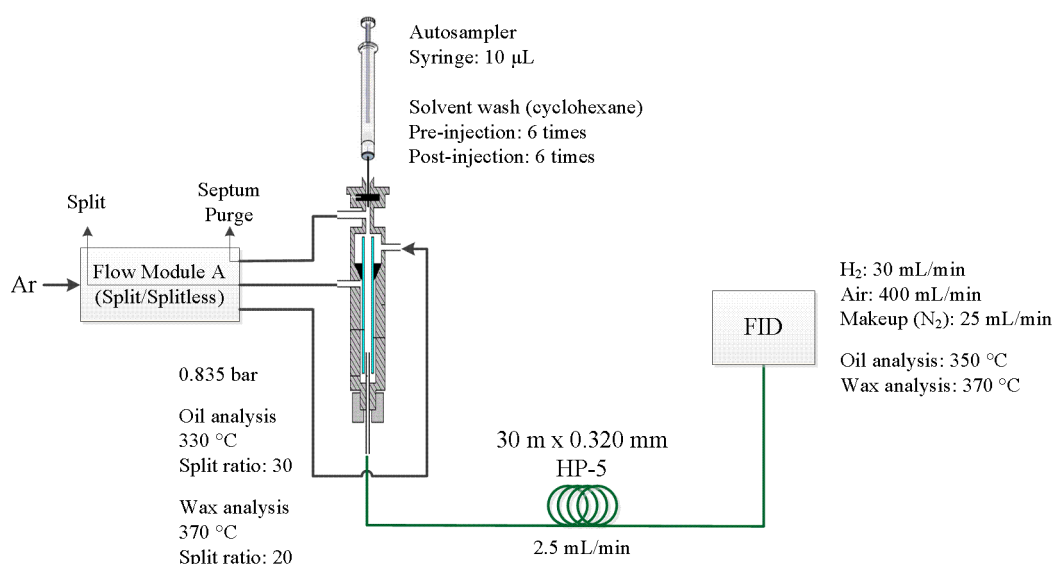 Autosampler
Syringe: 10 µL
Solvent wash (cyclohexane)
Pre-injection: 6 times
Post-injection: 6 times
Split
Septum
Purge
Ar
Flow Module A
(Split/Splitless)
0.835 bar
Oil analysis
330 °C
Split ratio: 30
Wax analysis
370 °C
Split ratio: 20
30 m x 0.320 mm
HP-5
2.5 mL/min
FID
H₂: 30 mL/min
Air: 400 mL/min
Makeup (N₂): 25 mL/min
Oil analysis: 350 °C
Wax analysis: 370 °C